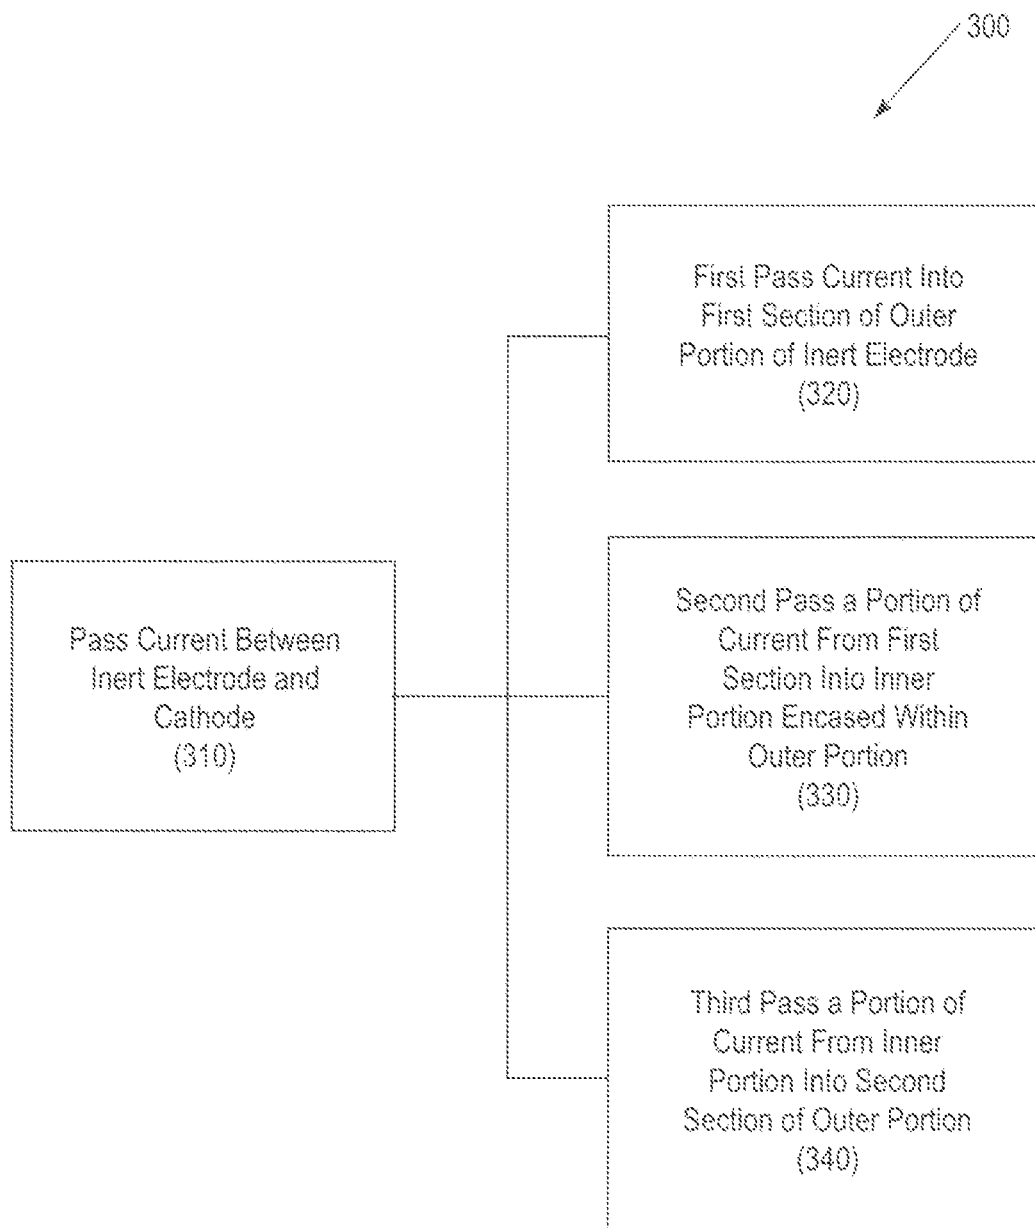 300
First Pass Current Into
First Section of Outer
Portion of Inert Electrode
(320)
Pass Current Between
Inert Electrode and
Cathode
(310)
Second Pass a Portion of
Current From First
Section Into Inner
Portion Encased Within
Outer Portion
(330)
Third Pass a Portion of
Current From Inner
Portion Into Second
Section of Outer Portion
(340)